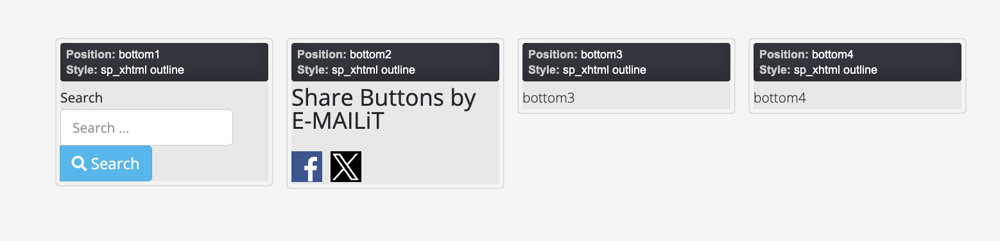 Position: bottom1
Style: sp_xhtml outline
Search
Search ...
Search
Position: bottom2
Style: sp_xhtml outline
Share Buttons by
E-MAILiT
Position: bottom3
Style: sp_xhtml outline
bottom3
Position: bottom4
Style: sp_xhtml outline
bottom4